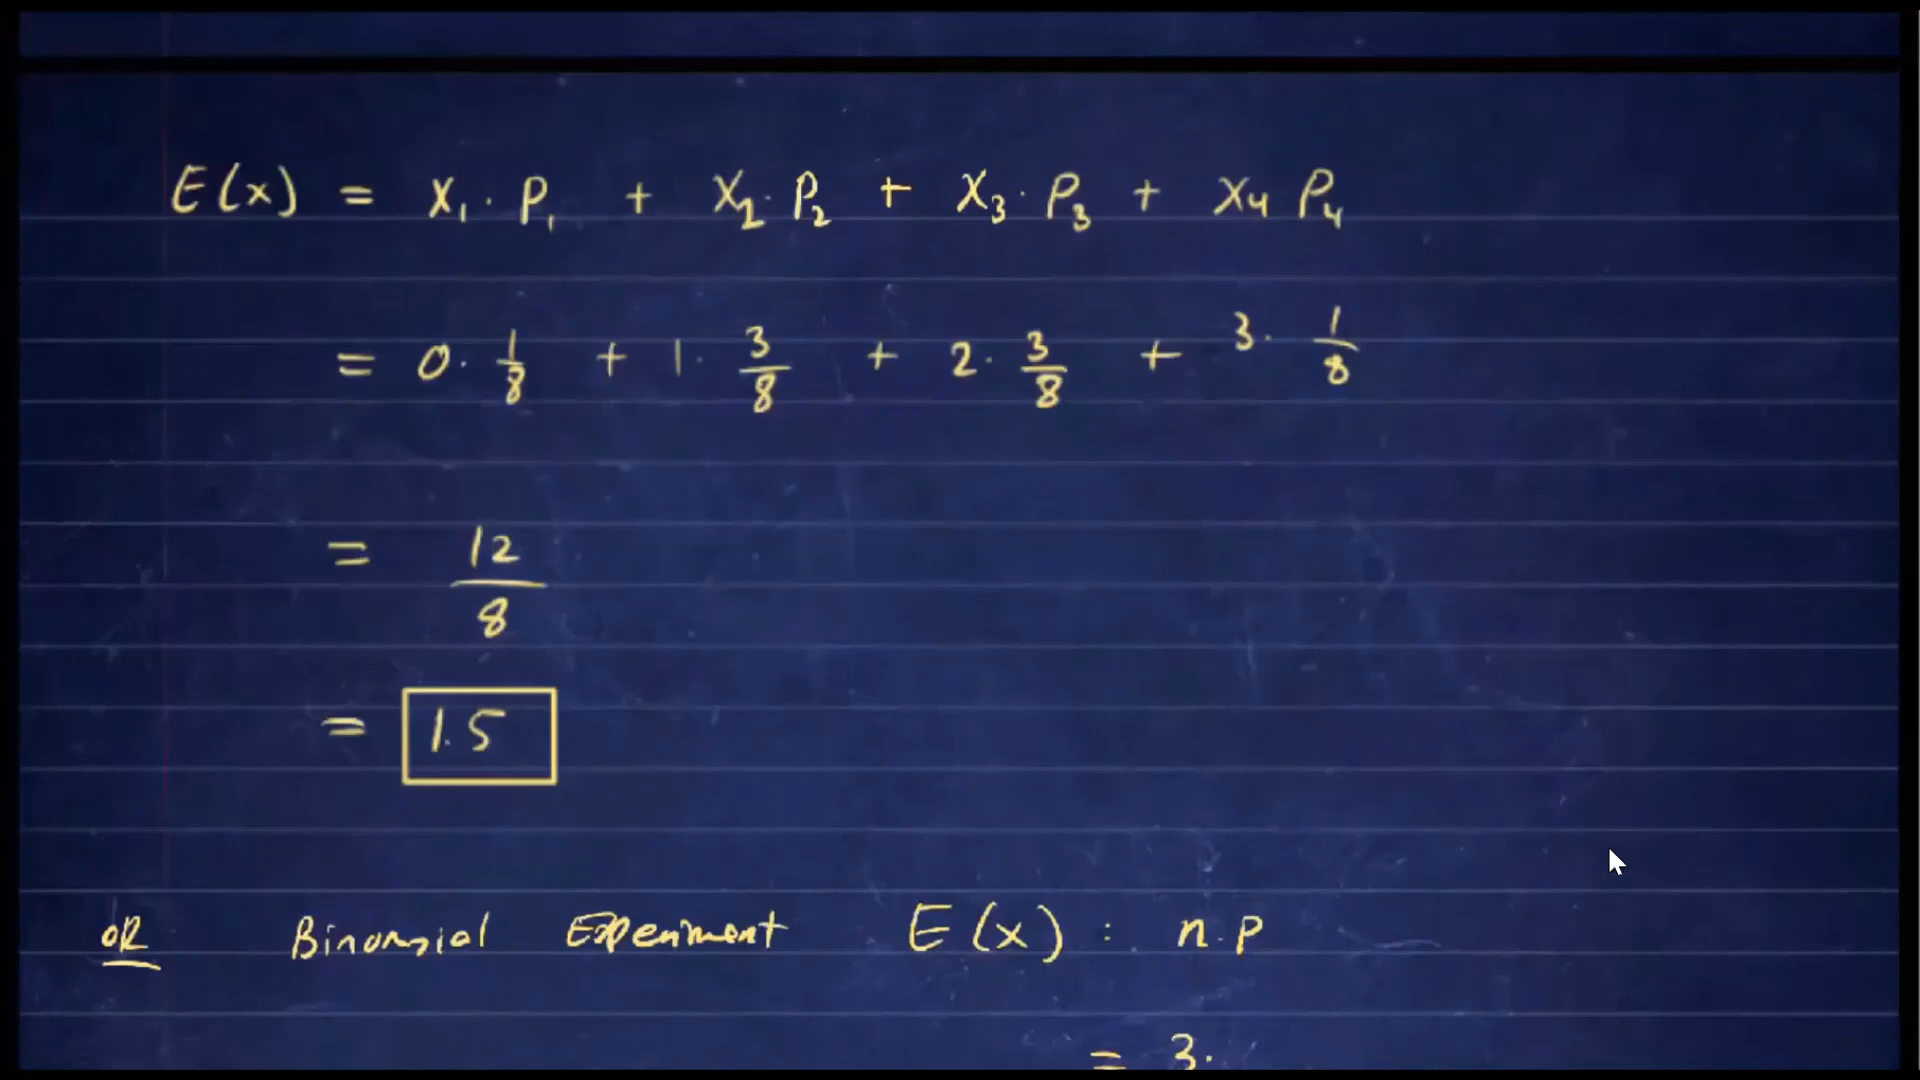 E(x) = X₁ · P₁ + X₂ · P₂ + X₃ · P₃ + X₄ P₄
= 0 · 1/8 + 1 · 3/8 + 2 · 3/8 + 3 · 1/8
= 12/8
= 1.5
OR Binomial Experiment E(x) : n · p
= 3 ·